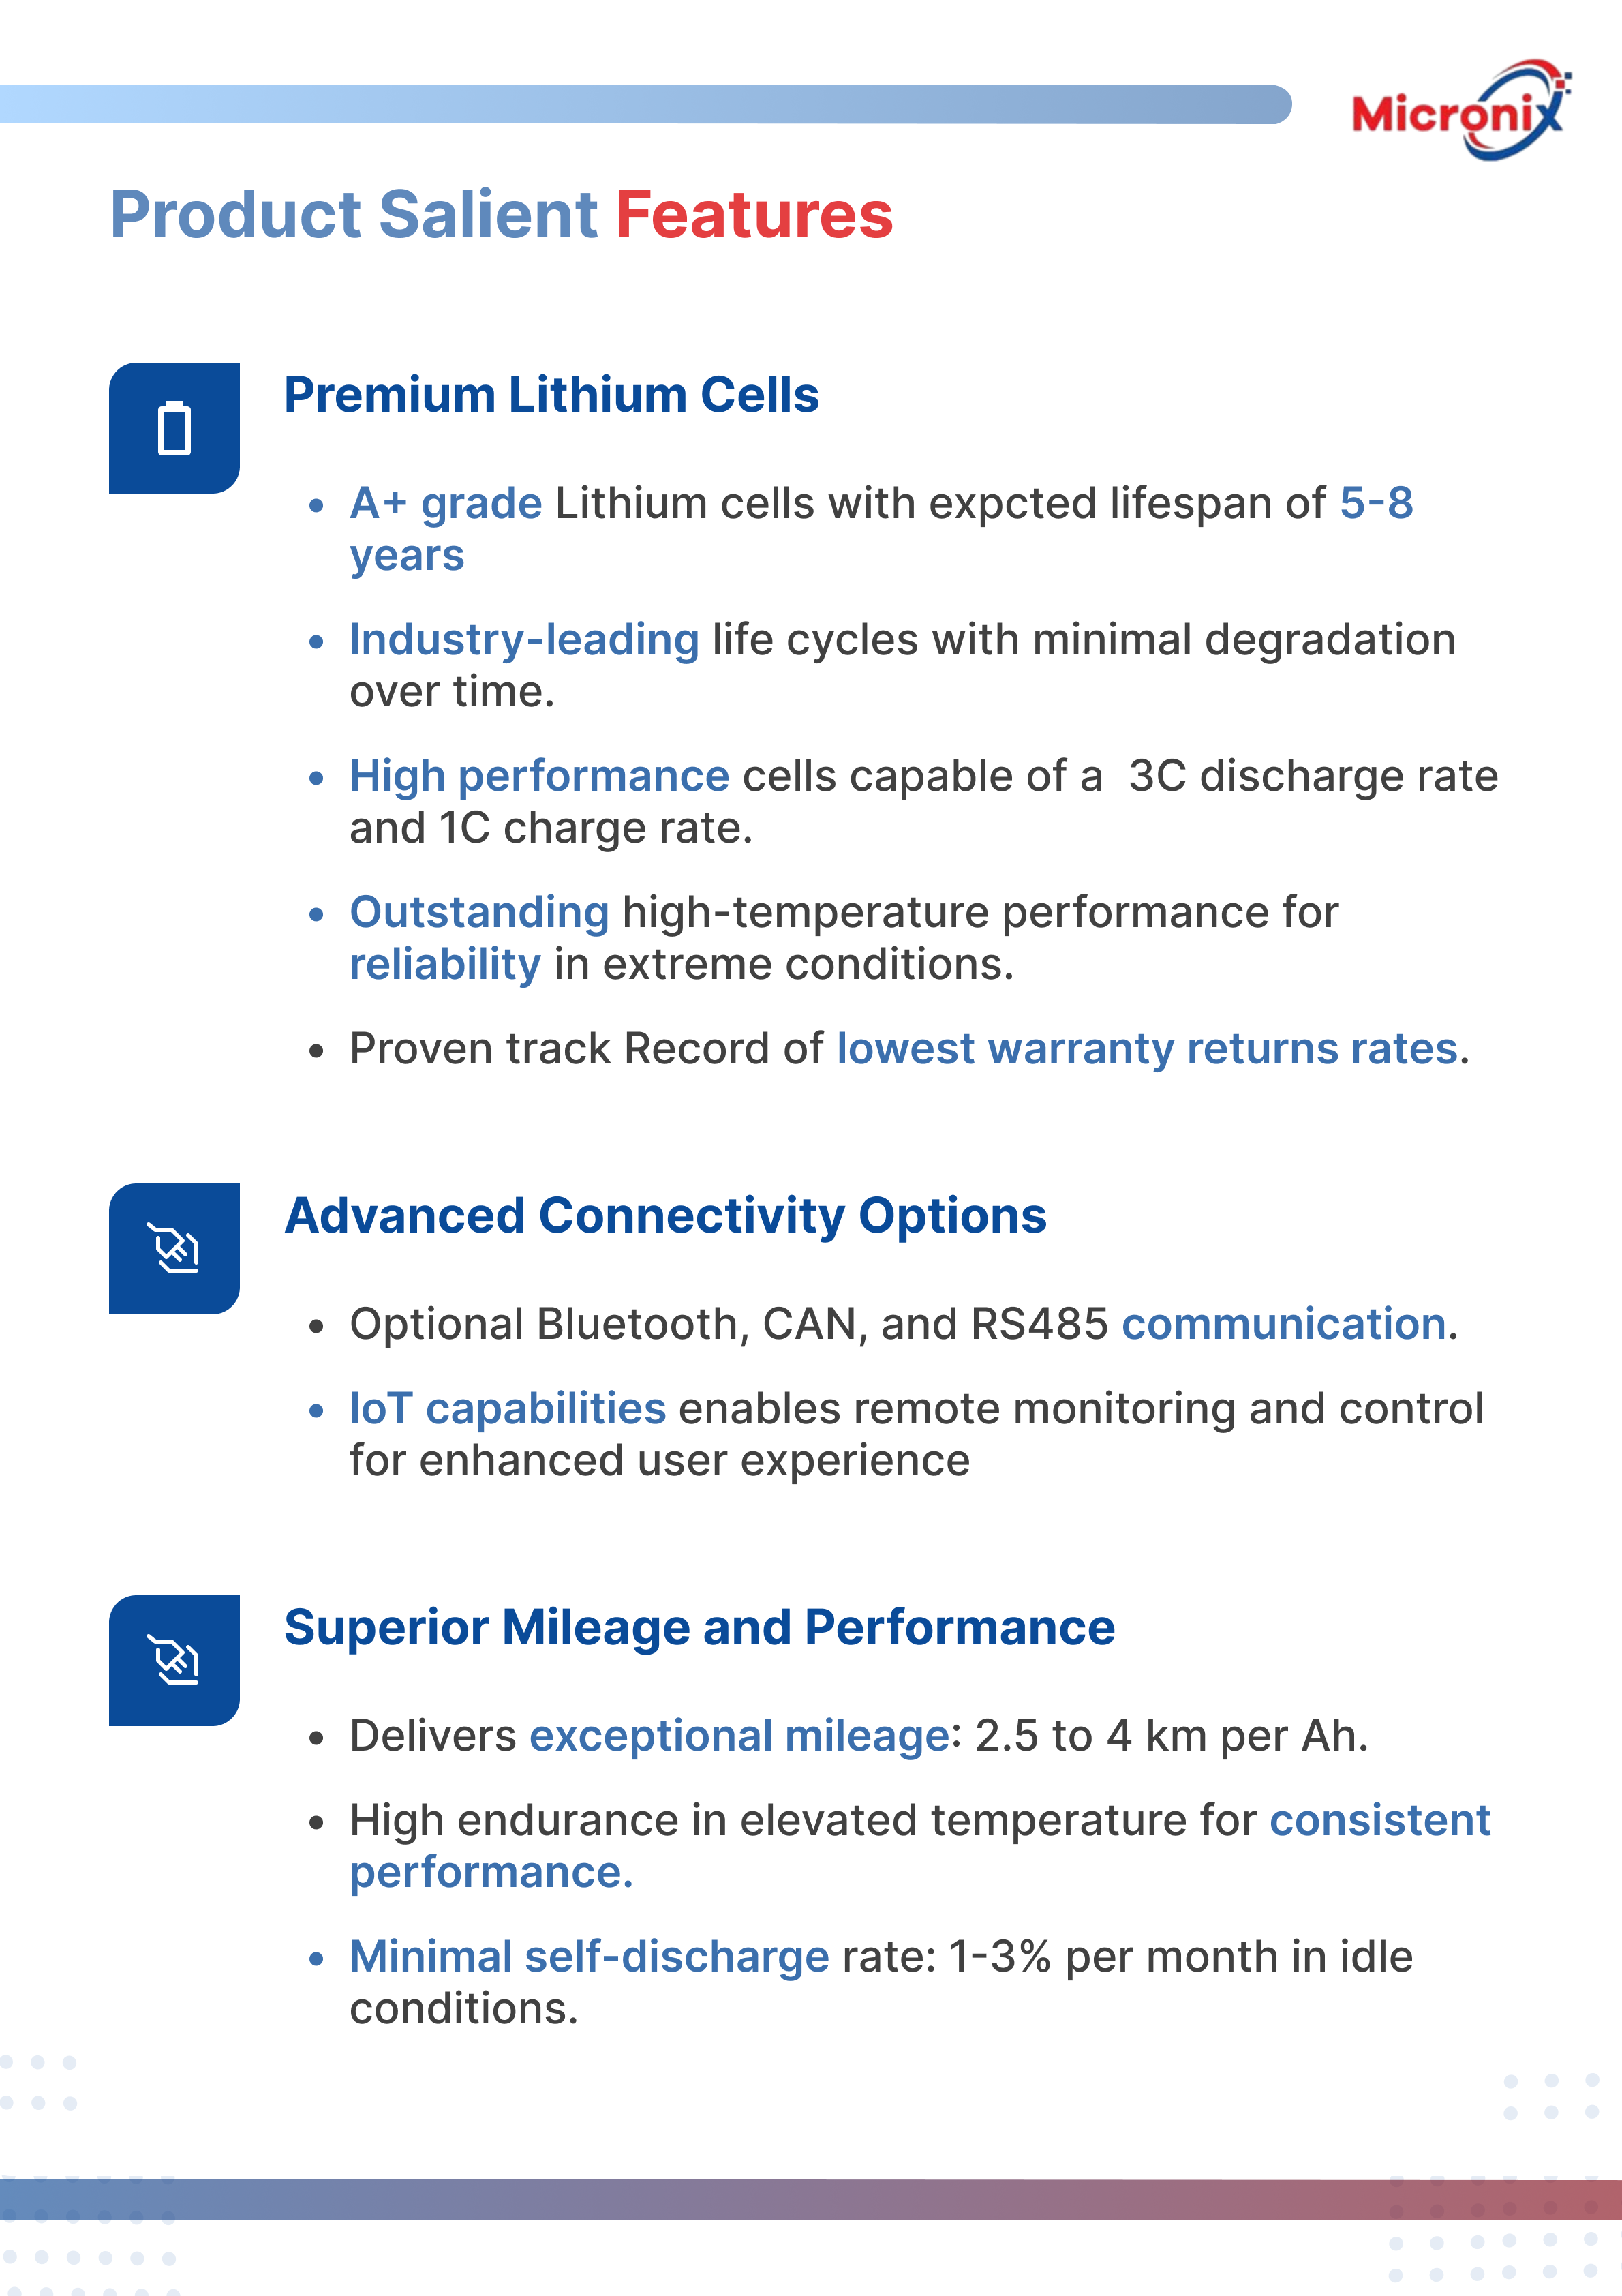 Micronix
Product Salient Features
Premium Lithium Cells
• A+ grade Lithium cells with expcted lifespan of 5-8
years
• Industry-leading life cycles with minimal degradation
over time.
• High performance cells capable of a  3C discharge rate
and 1C charge rate.
• Outstanding high-temperature performance for
reliability in extreme conditions.
• Proven track Record of lowest warranty returns rates.
Advanced Connectivity Options
• Optional Bluetooth, CAN, and RS485 communication.
• IoT capabilities enables remote monitoring and control
for enhanced user experience
Superior Mileage and Performance
• Delivers exceptional mileage: 2.5 to 4 km per Ah.
• High endurance in elevated temperature for consistent
performance.
• Minimal self-discharge rate: 1-3% per month in idle
conditions.